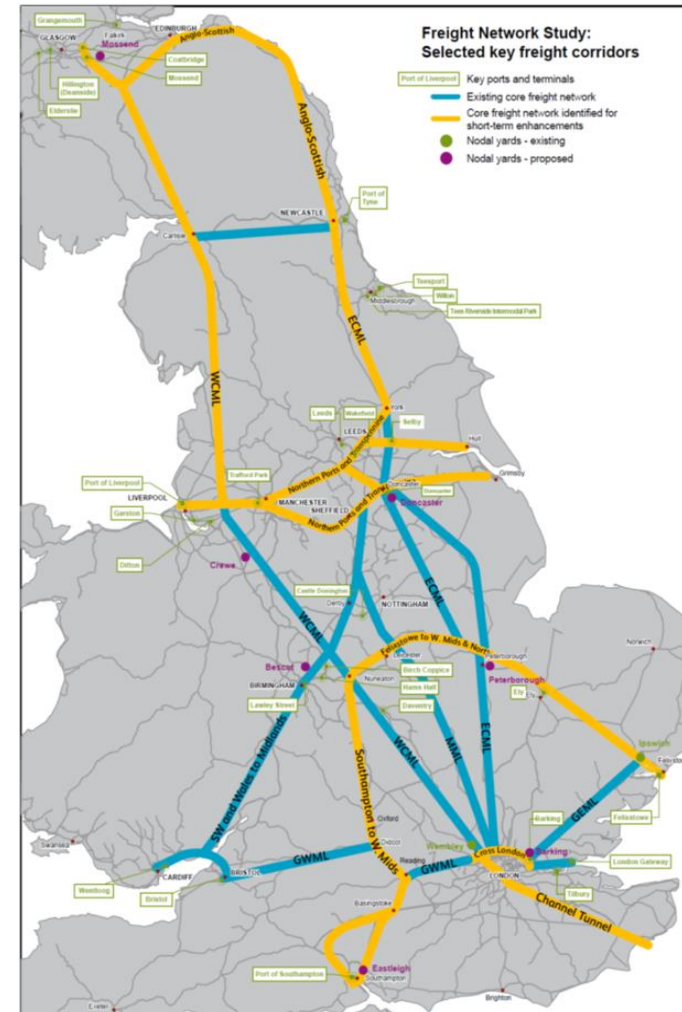 Freight Network Study:
Selected key freight corridors
Port of Liverpool
Key ports and terminals
Existing core freight network
Core freight network identified for
short-term enhancements
Nodal yards - existing
Nodal yards - proposed
Grangemouth
EDINBURGH
Anglo-Scottish
GLASGOW
Falkirk
Mossend
Coatbridge
Mossend
Hillington
(Deanside)
Elderslie
Anglo-Scottish
Port of
Tyne
NEWCASTLE
Carlisle
Teesport
Wilton
Middlesbrough
Tees Riverside Intermodal Park
ECML
WCML
York
Leeds
Wakefield
Selby
LEEDS
Hull
Northern Ports and Transpennine
Trafford Park
Grimsby
Port of Liverpool
Doncaster
Doncaster
LIVERPOOL
MANCHESTER
Doncaster
Garston
SHEFFIELD
Northern Ports and Trans
Ditton
Crewe
ECML
Castle Donington
Derby
NOTTINGHAM
WCML
Felixstowe to W. Mids & North
Norwich
Leicester
Peterborough
Bescot
Birch Coppice
Peterborough
Nuneaton
BIRMINGHAM
Hams Hall
Ely
Ely
Lawley Street
Daventry
ECML
SW and Wales to Midlands
WCML
MML
Ipswich
Southampton to W. Mids
Felixstowe
GEML
Oxford
Barking
Felixstowe
Swansea
Didcot
Wembley
Cross London
Barking
London Gateway
GWML
Reading
GWML
LONDON
CARDIFF
BRISTOL
Tilbury
Wentloog
Bristol
Channel Tunnel
Basingstoke
Eastleigh
Port of Southampton
Southampton
Brighton
Exeter